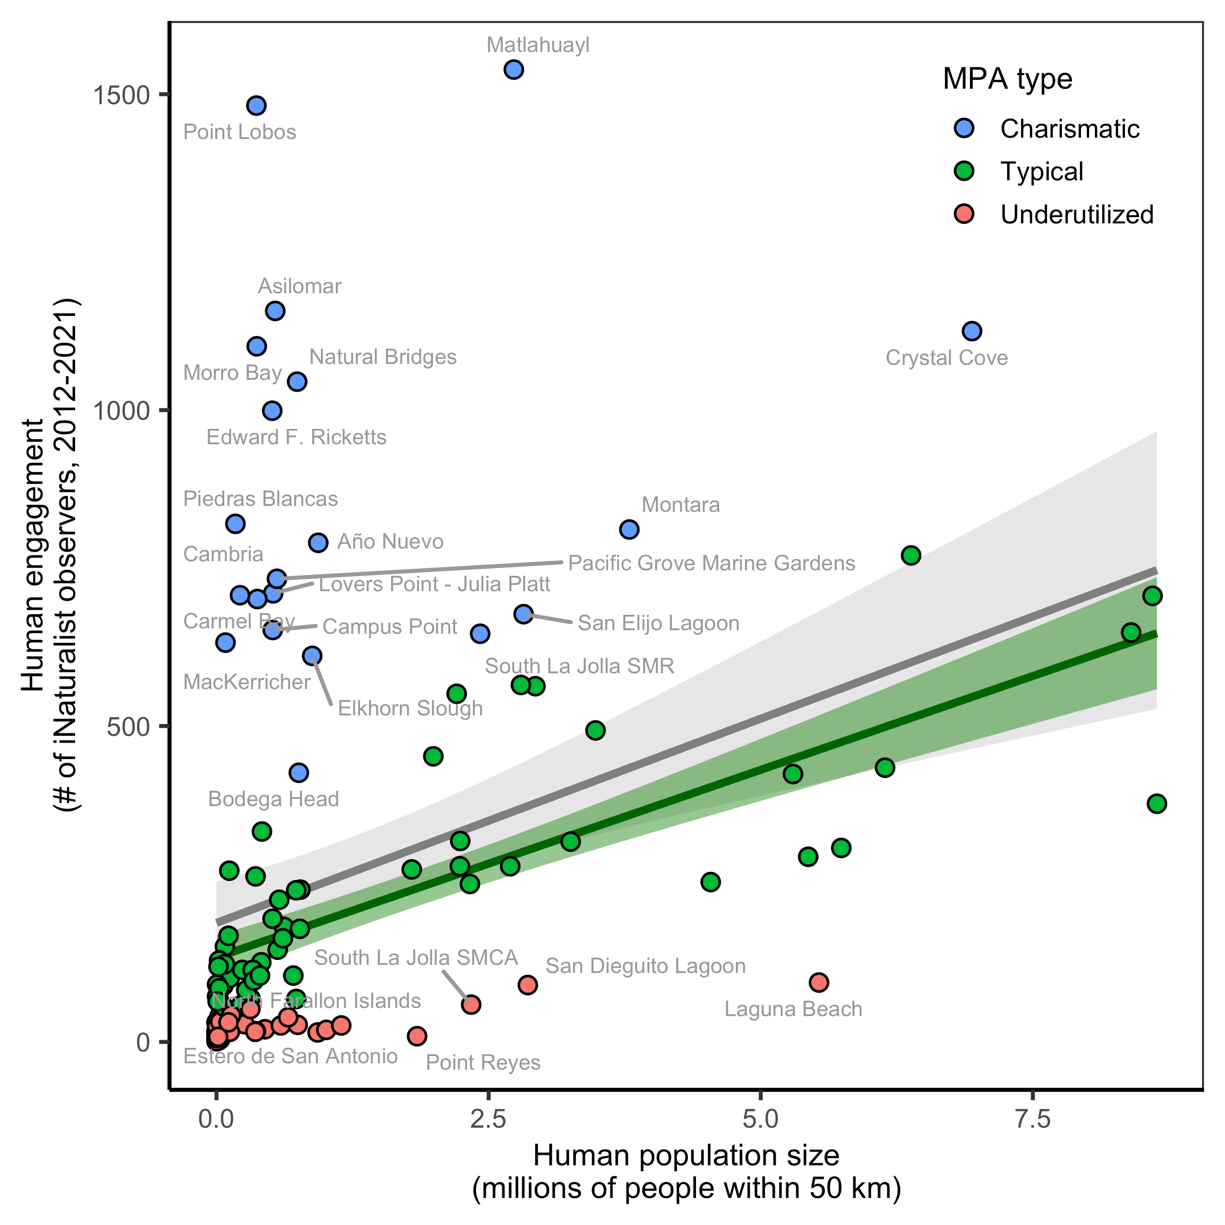 Matlahuayl
MPA type
1500
Point Lobos
Charismatic
Typical
Underutilized
Asilomar
Natural Bridges
Morro Bay
Crystal Cove
1000
Edward F. Ricketts
Piedras Blancas
Montara
Año Nuevo
Cambria
Pacific Grove Marine Gardens
Lovers Point - Julia Platt
Carmel Bay
Campus Point
San Elijo Lagoon
South La Jolla SMR
MacKerricher
Elkhorn Slough
500
Bodega Head
South La Jolla SMCA
San Dieguito Lagoon
North Farallon Islands
Laguna Beach
0
Estero de San Antonio
Point Reyes
0.0
2.5
5.0
7.5
Human population size
(millions of people within 50 km)
Human engagement
(# of iNaturalist observers, 2012-2021)